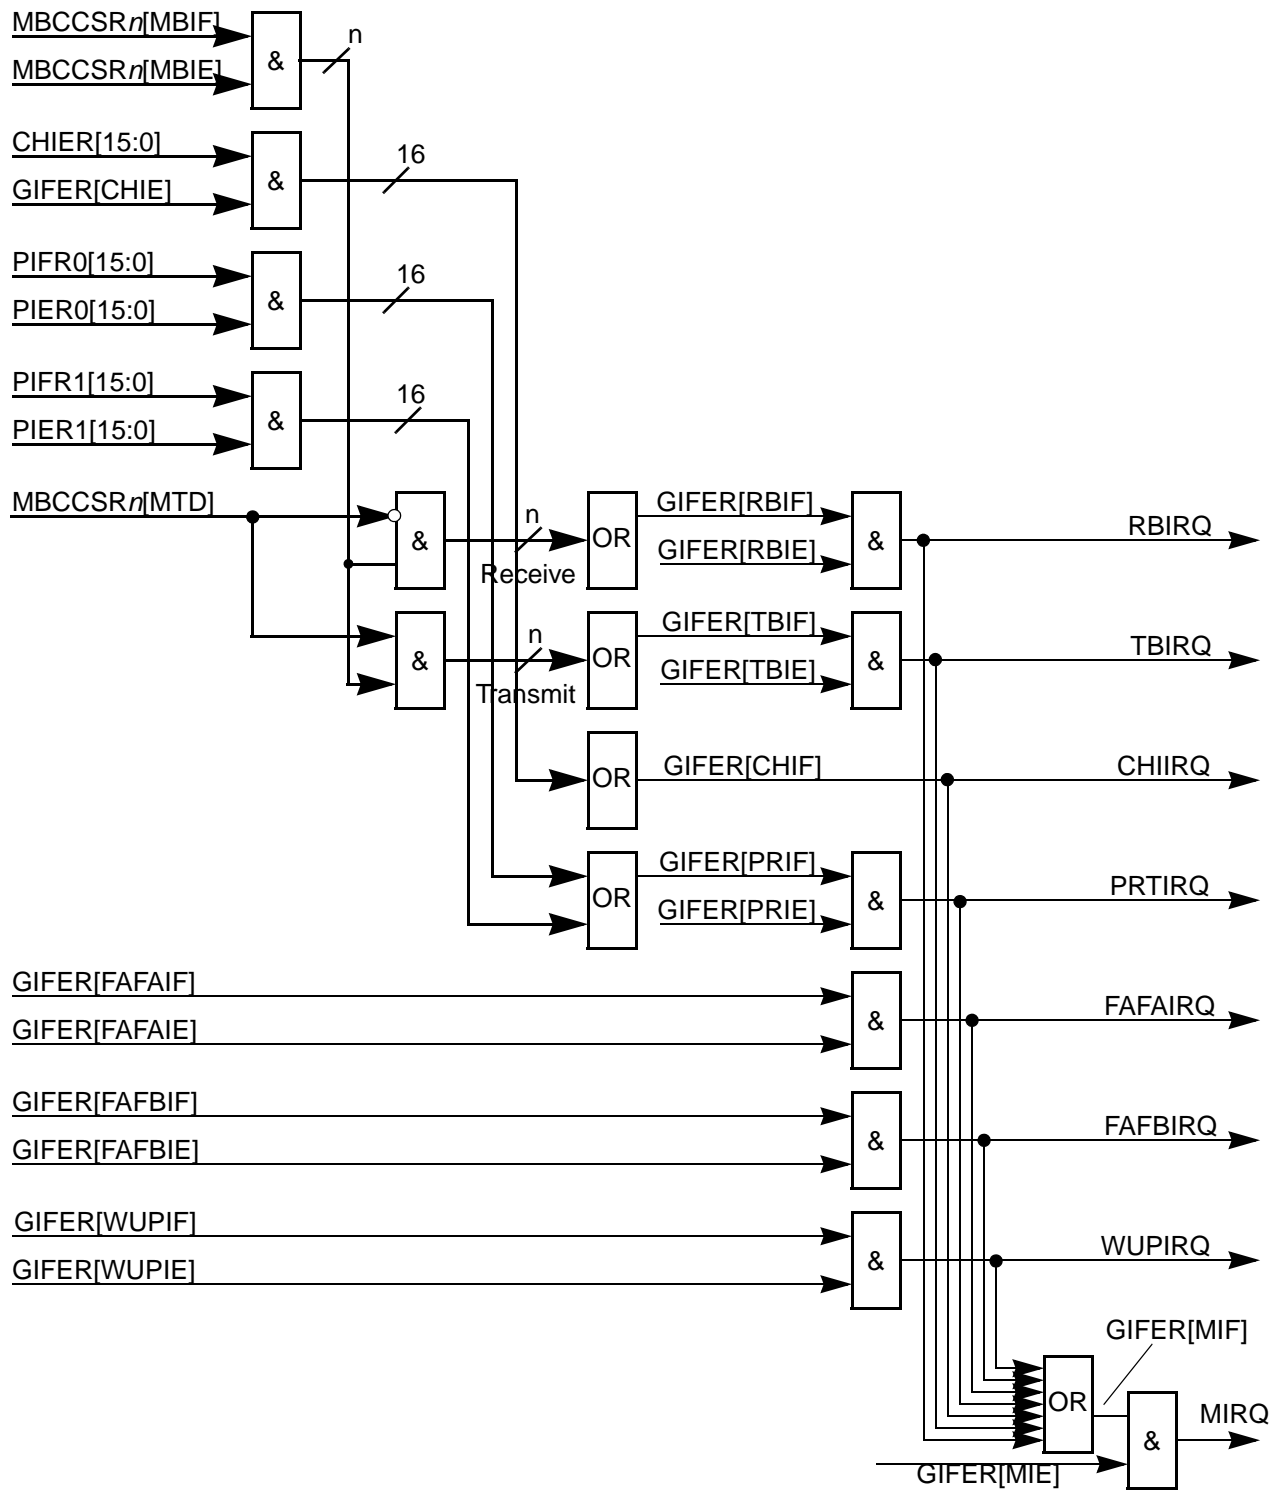 MBCCSRn[MBIF]
n
&
MBCCSRn[MBIE]
CHIER[15:0]
16
&
GIFER[CHIE]
PIFR0[15:0]
16
&
PIER0[15:0]
PIFR1[15:0]
16
&
PIER1[15:0]
MBCCSRn[MTD]
&
n
Receive
OR
GIFER[RBIF]
GIFER[RBIE]
&
RBIRQ
&
n
Transmit
OR
GIFER[TBIF]
GIFER[TBIE]
&
TBIRQ
OR
GIFER[CHIF]
CHIIRQ
OR
GIFER[PRIF]
GIFER[PRIE]
&
PRTIRQ
GIFER[FAFAIF]
GIFER[FAFAIE]
&
FAFAIRQ
GIFER[FAFBIF]
GIFER[FAFBIE]
&
FAFBIRQ
GIFER[WUPIF]
GIFER[WUPIE]
&
WUPIRQ
GIFER[MIF]
OR
&
MIRQ
GIFER[MIE]